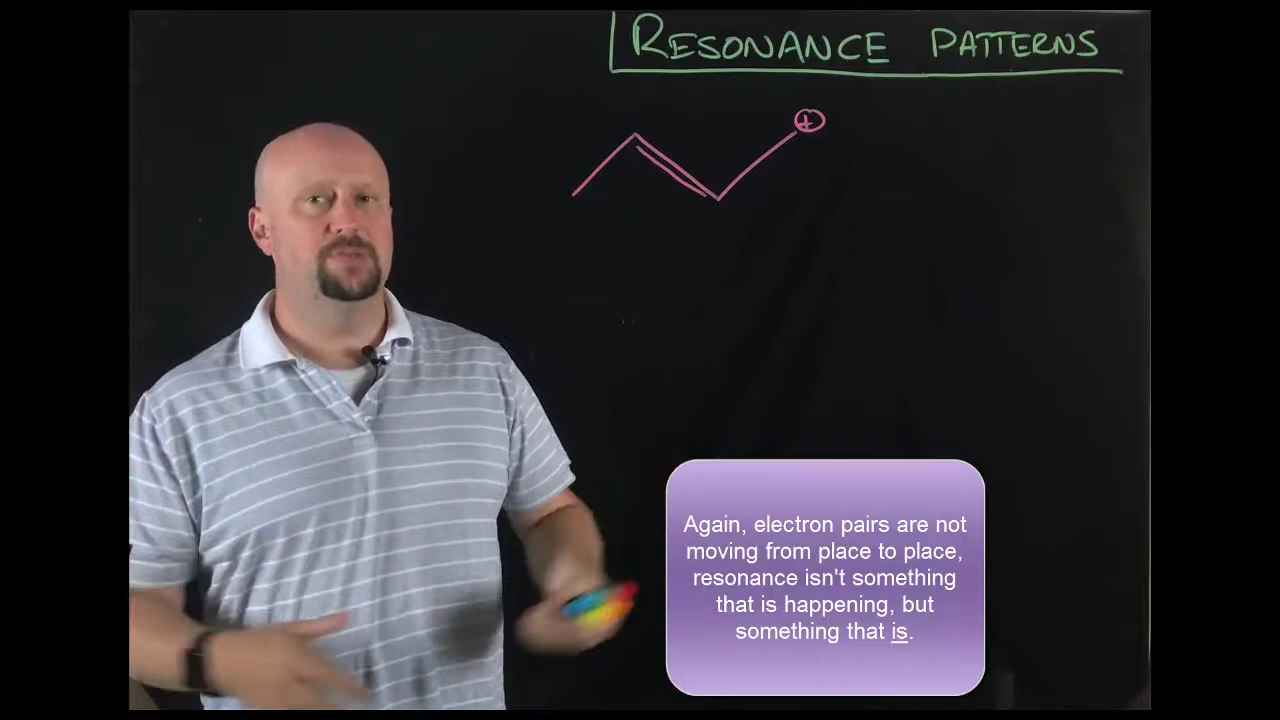 RESONANCE PATTERNS
+
Again, electron pairs are not
moving from place to place,
resonance isn't something
that is happening, but
something that is.